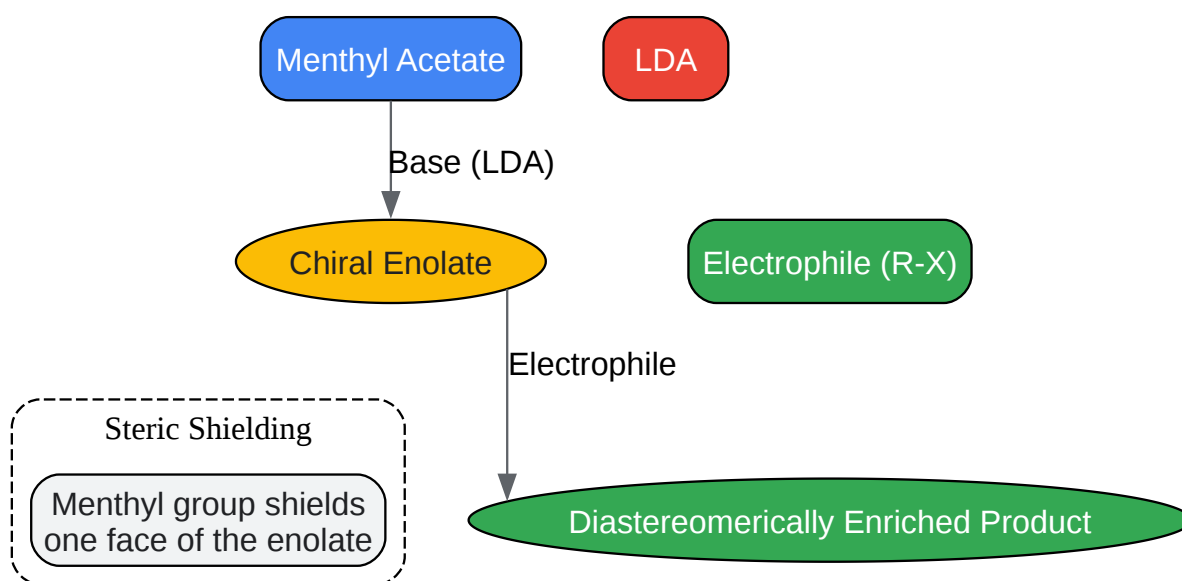 Menthyl Acetate
LDA
Base (LDA)
Chiral Enolate
Electrophile (R-X)
Electrophile
Steric Shielding
Menthyl group shields
one face of the enolate
Diastereomerically Enriched Product